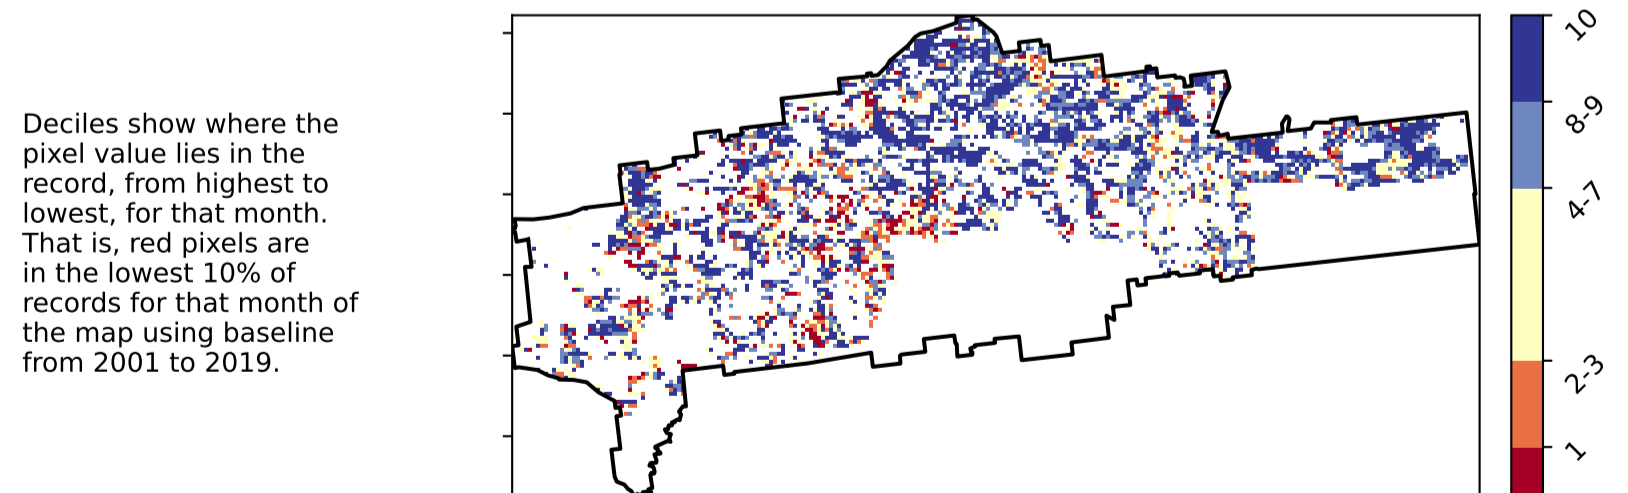 Deciles show where the
pixel value lies in the
record, from highest to
lowest, for that month.
That is, red pixels are
in the lowest 10% of
records for that month of
the map using baseline
from 2001 to 2019.
10
8-9
4-7
2-3
1